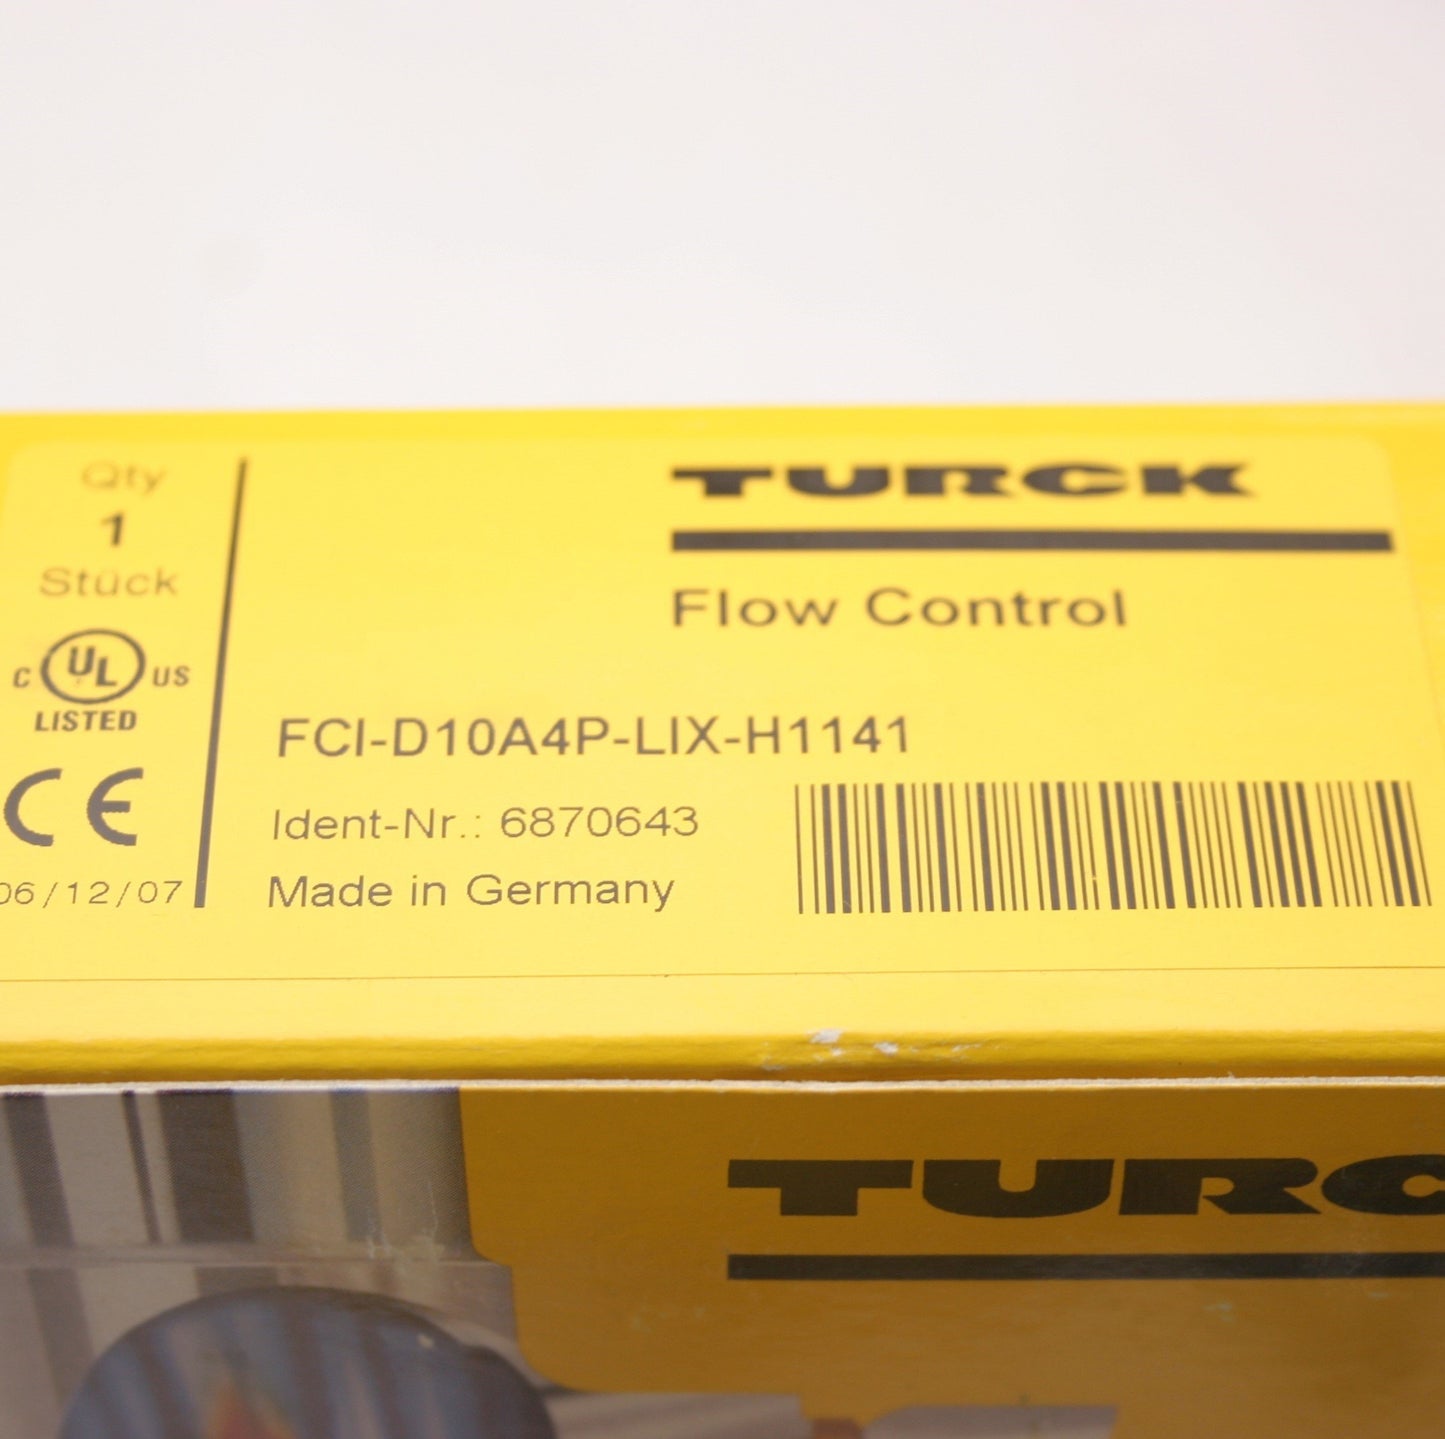 Qty
1
Stück
C UL US
LISTED
CE
06/12/07
TURCK
Flow Control
FCI-D10A4P-LIX-H1141
Ident-Nr.: 6870643
Made in Germany
TURC